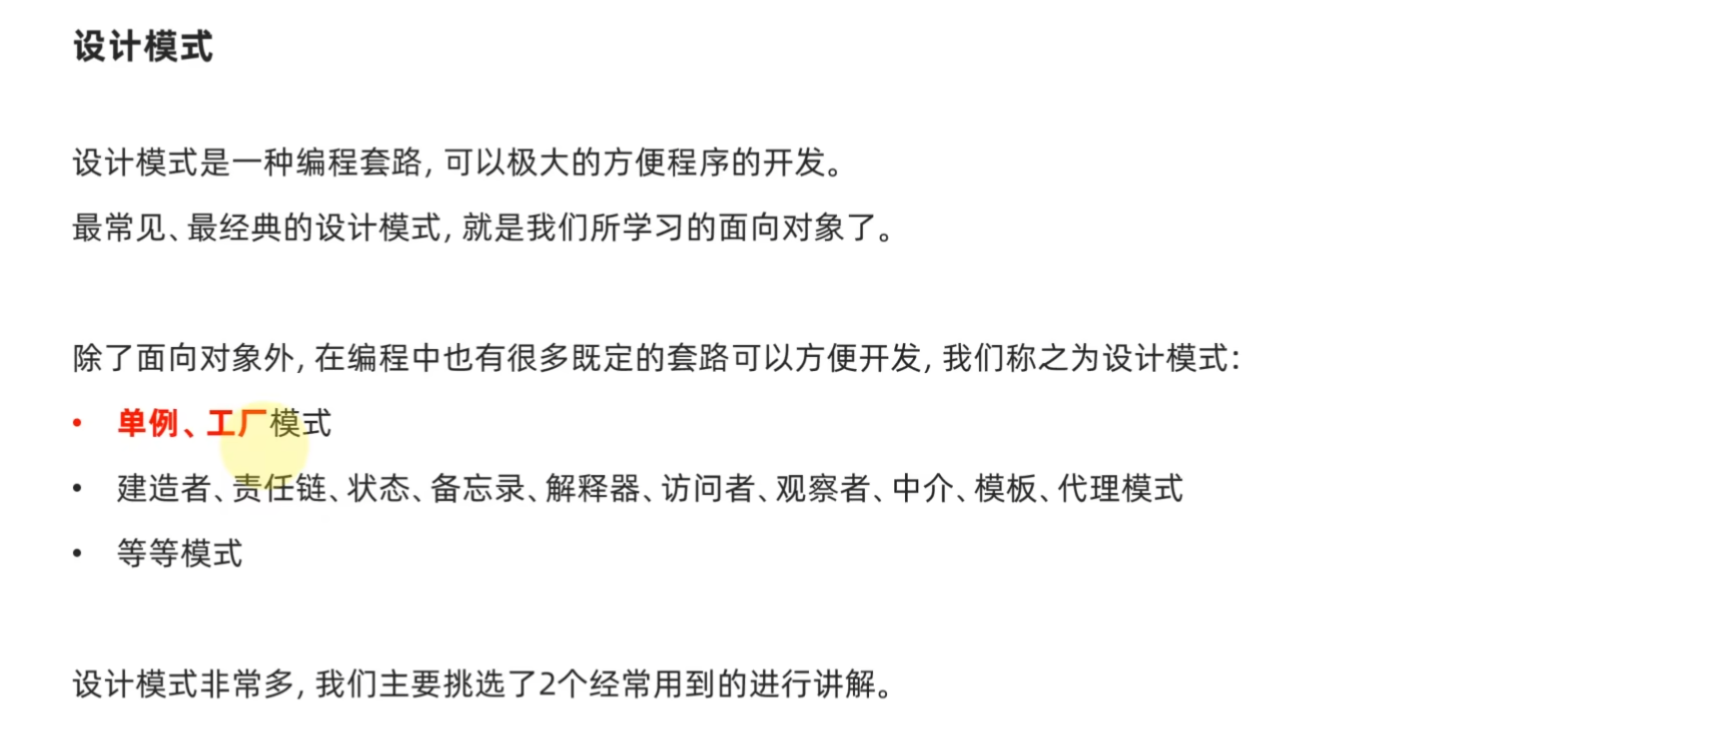 设计模式
设计模式是一种编程套路, 可以极大的方便程序的开发。
最常见、最经典的设计模式, 就是我们所学习的面向对象了。
除了面向对象外, 在编程中也有很多既定的套路可以方便开发, 我们称之为设计模式:
• 单例、工厂模式
• 建造者、责任链、状态、备忘录、解释器、访问者、观察者、中介、模板、代理模式
• 等等模式
设计模式非常多, 我们主要挑选了2个经常用到的进行讲解。